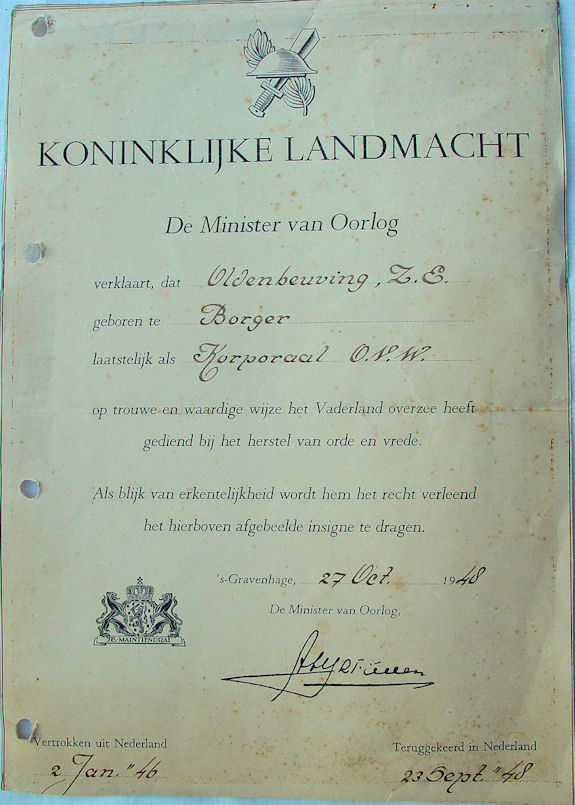 KONINKLIJKE LANDMACHT
De Minister van Oorlog
verklaart, dat Oldenbeuving, Z.E.
geboren te Borger
laatstelijk als Korporaal O.V.W.
op trouwe en waardige wijze het Vaderland overzee heeft
gediend bij het herstel van orde en vrede.
Als blijk van erkentelijkheid wordt hem het recht verleend
het hierboven afgebeelde insigne te dragen.
's-Gravenhage, 27 Oct. 1948
De Minister van Oorlog,
JE MAINTIENDRAI
Vertrokken uit Nederland
2 Jan. " 46
Teruggekeerd in Nederland
23 Sept. " 48